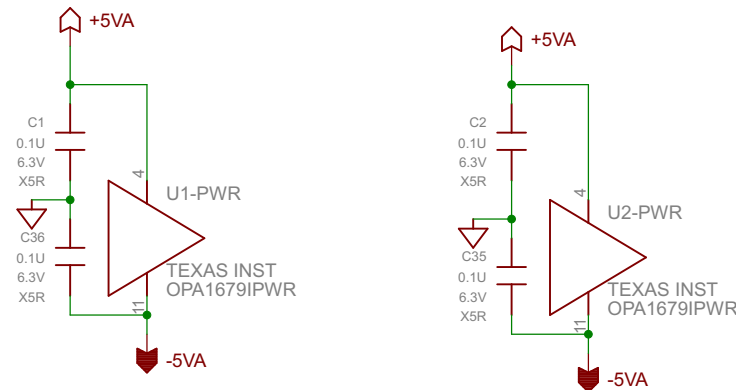 +5VA
C1
0.1U
6.3V
X5R
4
U1-PWR
C36
0.1U
6.3V
X5R
TEXAS INST
OPA1679IPWR
11
-5VA
+5VA
C2
0.1U
6.3V
X5R
4
U2-PWR
C35
0.1U
6.3V
X5R
TEXAS INST
OPA1679IPWR
11
-5VA